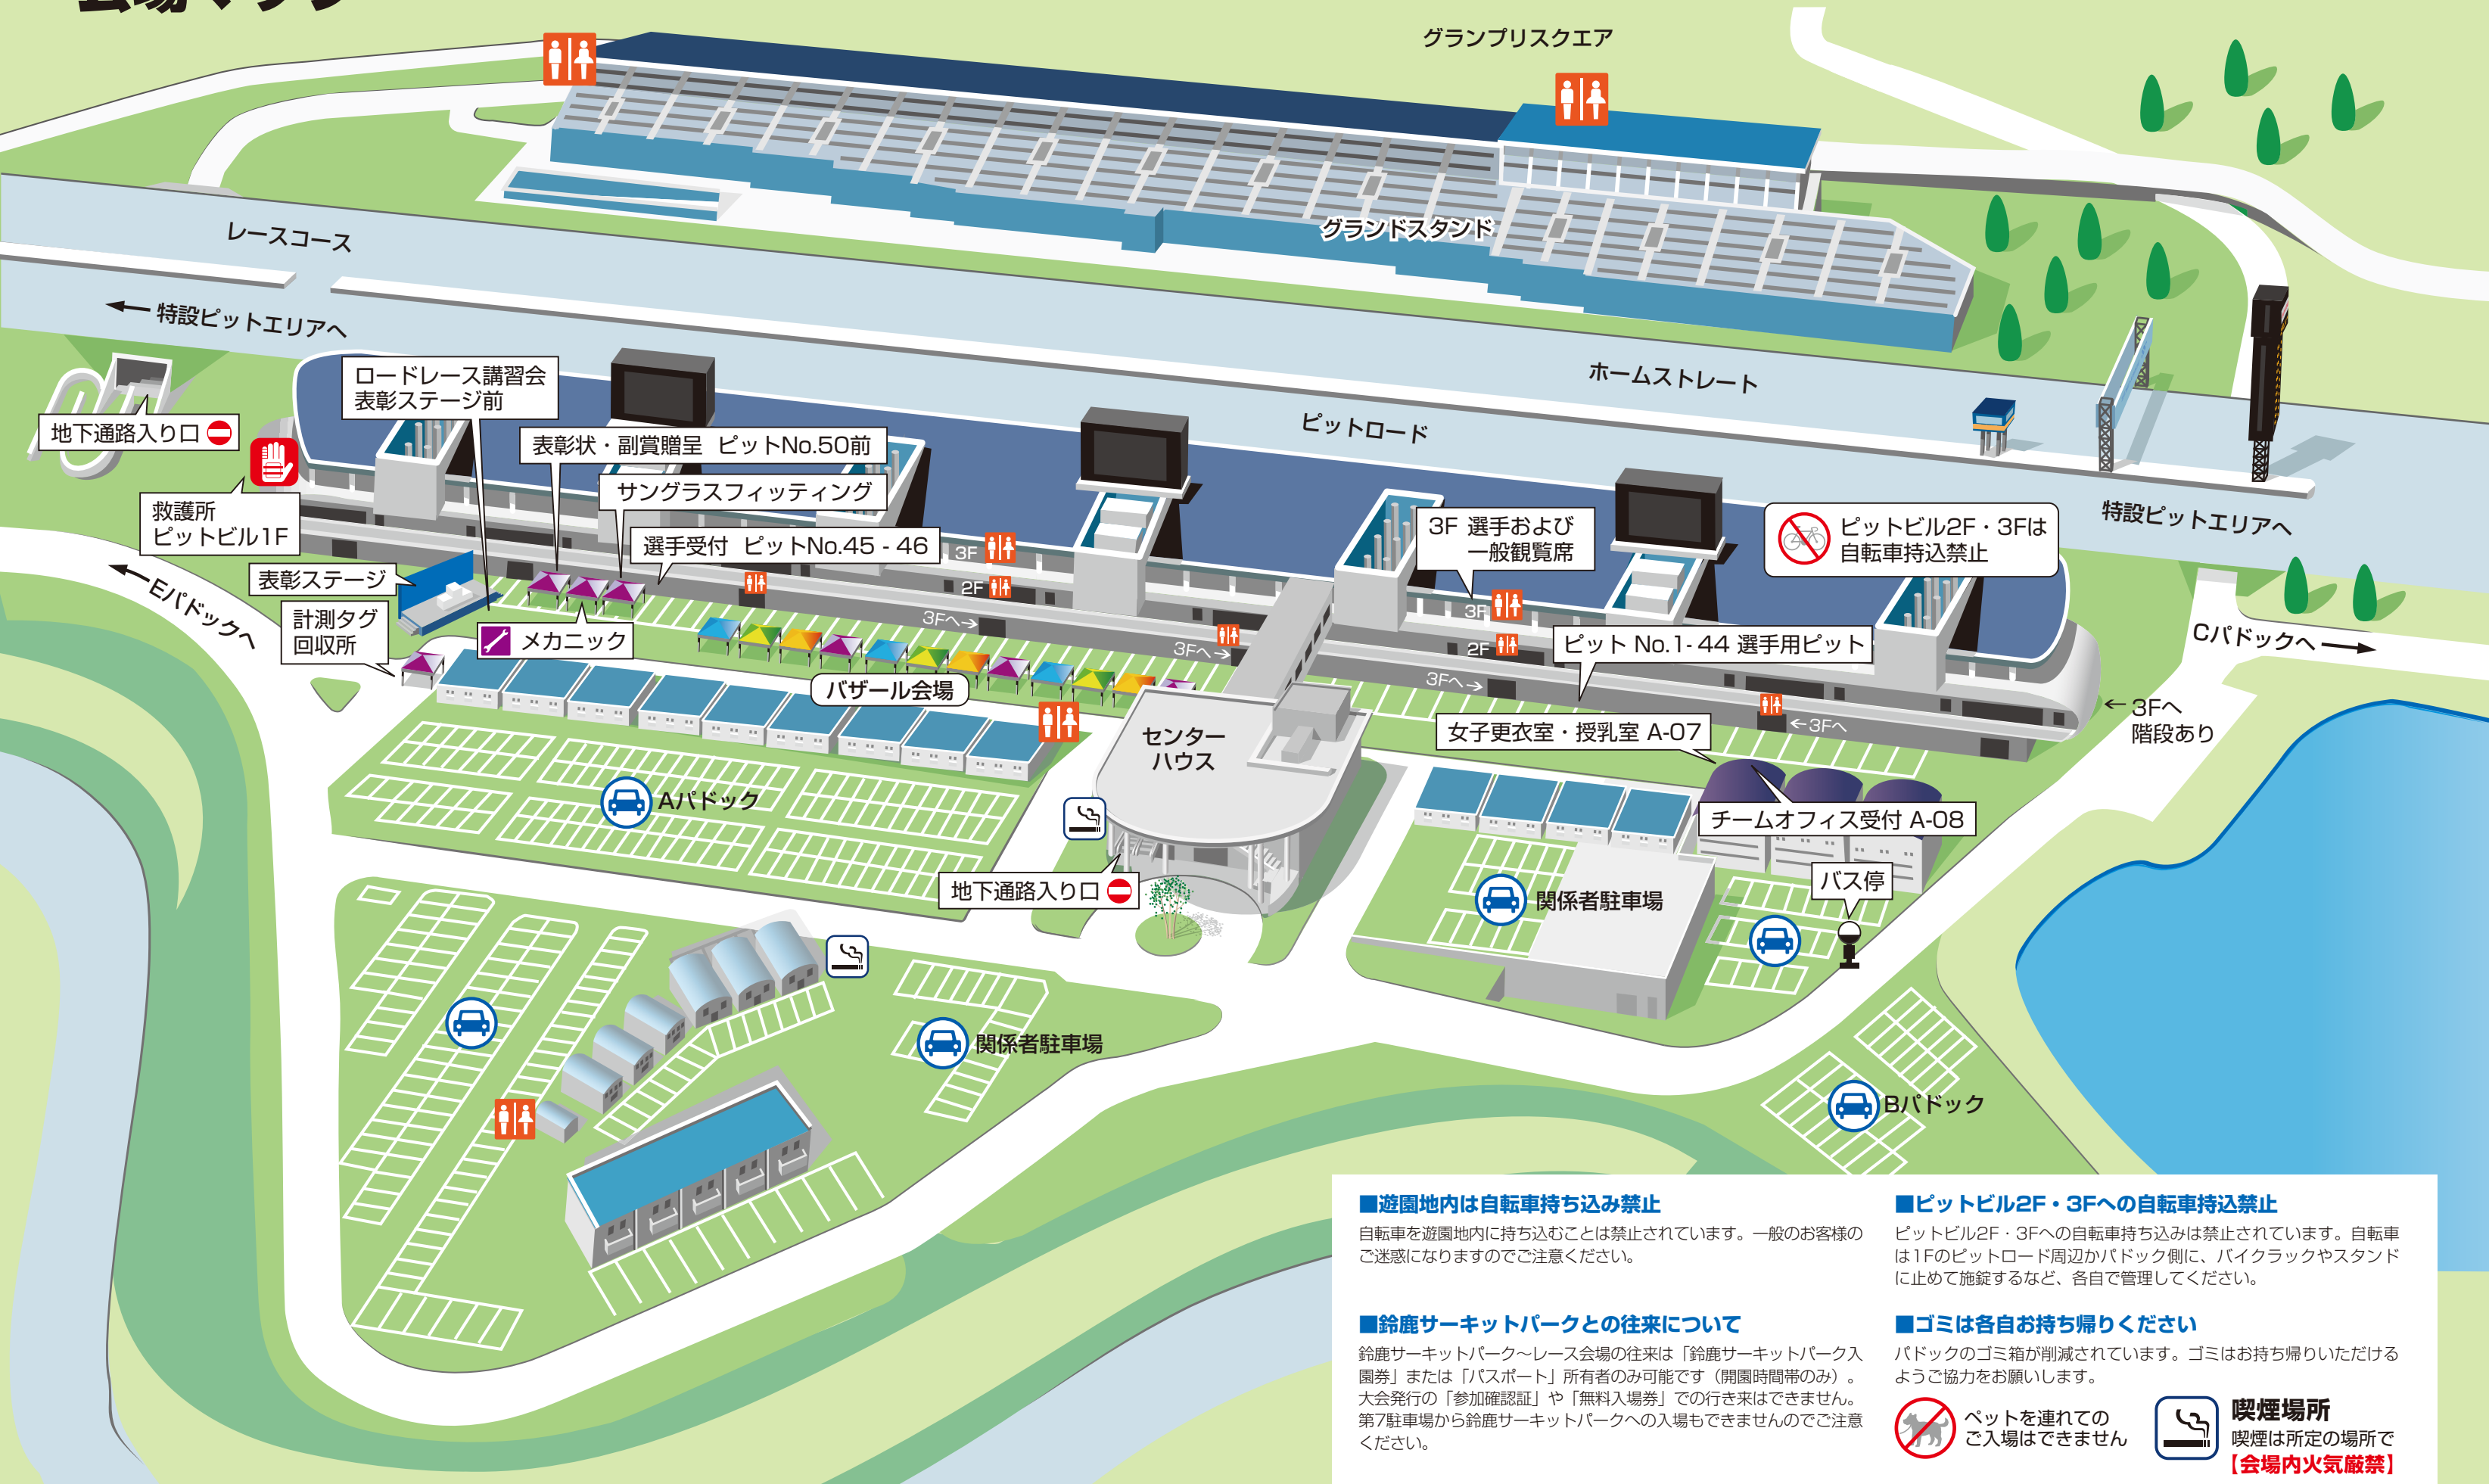 会場マップ
グランプリスクエア
グランドスタンド
レースコース
特設ピットエリアへ
ホームストレート
ピットロード
特設ピットエリアへ
地下通路入り口
ロードレース講習会
表彰ステージ前
表彰状・副賞贈呈 ピットNo.50前
サングラスフィッティング
選手受付 ピットNo.45 - 46
救護所
ピットビル1F
表彰ステージ
計測タグ
回収所
Eパドックへ
メカニック
3F
2F
3Fへ→
3Fへ→
3F 選手および
一般観覧席
ピットビル2F・3Fは
自転車持込禁止
3F
2F
3Fへ→
ピット No.1- 44 選手用ピット
Cパドックへ
←3Fへ
← 3Fへ
階段あり
バザール会場
センター
ハウス
女子更衣室・授乳室 A-07
チームオフィス受付 A-08
Aパドック
地下通路入り口
関係者駐車場
バス停
関係者駐車場
Bパドック
■遊園地内は自転車持ち込み禁止
自転車を遊園地内に持ち込むことは禁止されています。一般のお客様の
ご迷惑になりますのでご注意ください。
■鈴鹿サーキットパークとの往来について
鈴鹿サーキットパーク～レース会場の往来は「鈴鹿サーキットパーク入
園券」または「パスポート」所有者のみ可能です（開園時間帯のみ）。
大会発行の「参加確認証」や「無料入場券」での行き来はできません。
第7駐車場から鈴鹿サーキットパークへの入場もできませんのでご注意
ください。
■ピットビル2F・3Fへの自転車持込禁止
ピットビル2F・3Fへの自転車持ち込みは禁止されています。自転車
は1Fのピットロード周辺かパドック側に、バイクラックやスタンド
に止めて施錠するなど、各自で管理してください。
■ゴミは各自お持ち帰りください
パドックのゴミ箱が削減されています。ゴミはお持ち帰りいただける
ようご協力をお願いします。
ペットを連れての
ご入場はできません
喫煙場所
喫煙は所定の場所で
【会場内火気厳禁】